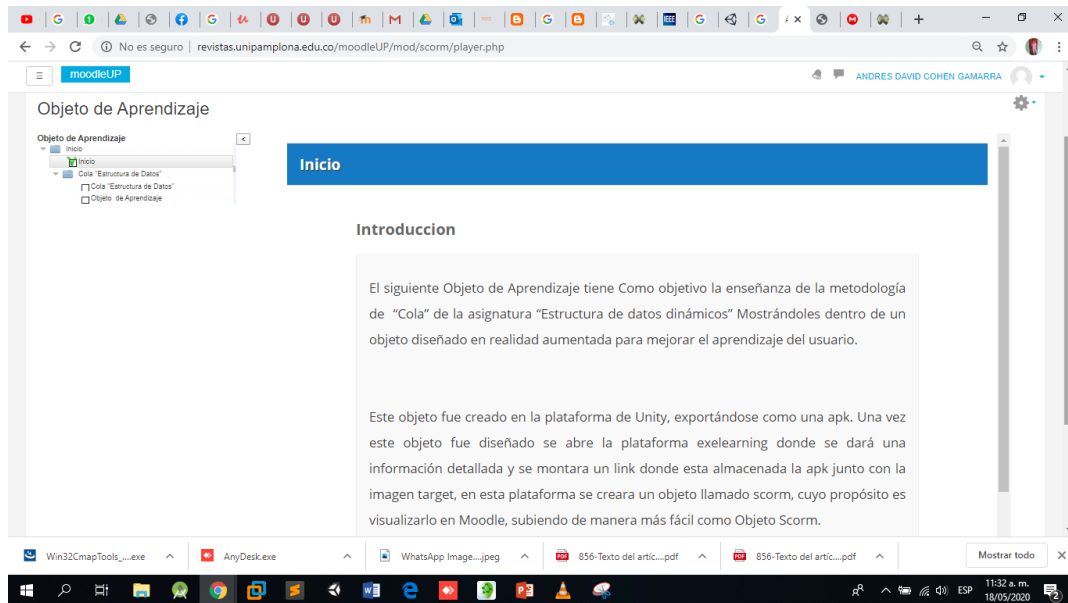 No es seguro | revistas.unipamplona.edu.co/moodleUP/mod/scorm/player.php
moodleUP
ANDRES DAVID COHEN GAMARRA
Objeto de Aprendizaje
Objeto de Aprendizaje
Inicio
Inicio
Cola "Estructura de Datos"
Cola "Estructura de Datos"
Objeto de Aprendizaje
Inicio
Introduccion
El siguiente Objeto de Aprendizaje tiene Como objetivo la enseñanza de la metodología
de “Cola” de la asignatura “Estructura de datos dinámicos” Mostrándoles dentro de un
objeto diseñado en realidad aumentada para mejorar el aprendizaje del usuario.
Este objeto fue creado en la plataforma de Unity, exportándose como una apk. Una vez
este objeto fue diseñado se abre la plataforma exelearning donde se dará una
información detallada y se montara un link donde esta almacenada la apk junto con la
imagen target, en esta plataforma se creara un objeto llamado scorm, cuyo propósito es
visualizarlo en Moodle, subiendo de manera más fácil como Objeto Scorm.
Win32CmapTools_....exe
AnyDesk.exe
WhatsApp Image....jpeg
856-Texto del artíc....pdf
856-Texto del artíc....pdf
Mostrar todo
ESP
11:32 a. m.
18/05/2020